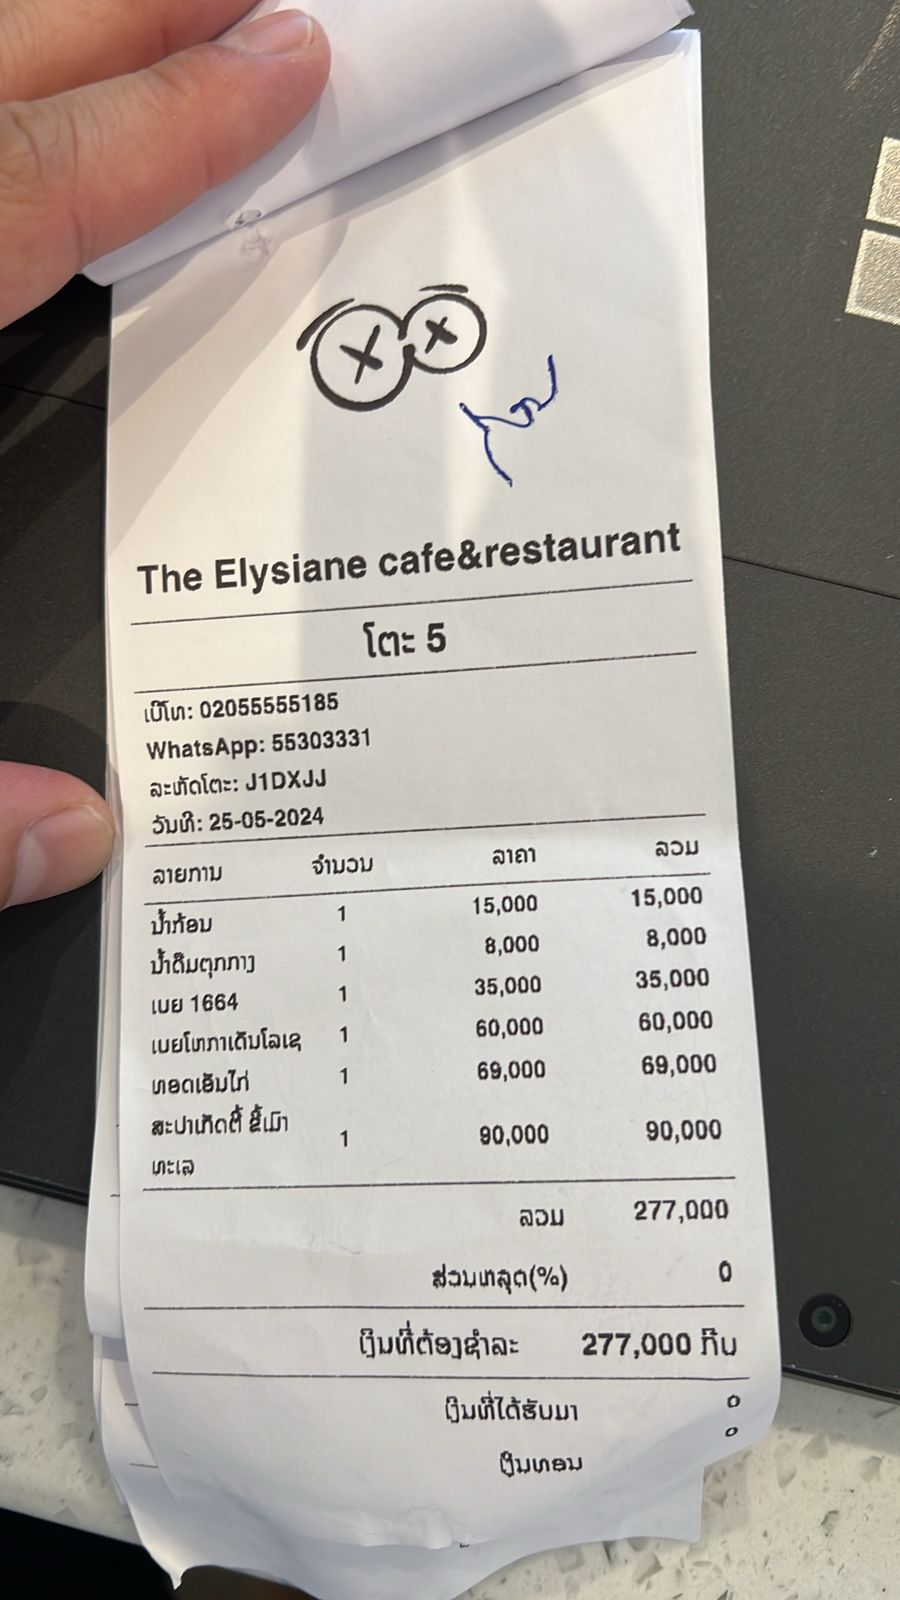 The Elysiane cafe&restaurant
ໂຕະ 5
ເບີໂທ: 02055555185
WhatsApp: 55303331
ລະຫັດໂຕະ: J1DXJJ
ວັນທີ: 25-05-2024
ລາຍການ ຈຳນວນ ລາຄາ ລວມ
ນ້ຳກ້ອນ 1 15,000 15,000
ນ້ຳດື່ມຕຸກກາງ 1 8,000 8,000
ເບຍ 1664 1 35,000 35,000
ເບຍໂຫກາເດັນໂລເຊ 1 60,000 60,000
ທອດເອັນໄກ່ 1 69,000 69,000
ສະປາເກັດຕີ້ ຂີ້ເມົາ
ທະເລ 1 90,000 90,000
ລວມ 277,000
ສ່ວນຫລຸດ(%) 0
ເງິນທີ່ຕ້ອງຊຳລະ 277,000 ກີບ
ເງິນທີ່ໄດ້ຮັບມາ 0
ເງິນທອນ 0